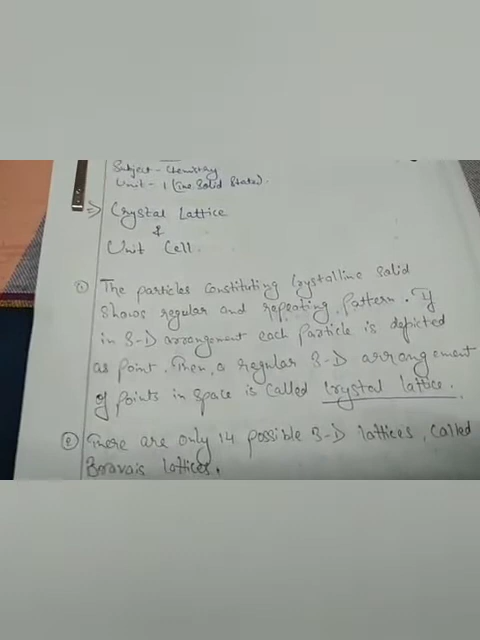 Subject - Chemistry
Unit - 1 (The Solid State).
⇒ Crystal Lattice
&
Unit Cell.
① The particles constituting Crystalline Solid
Shows regular and repeating pattern. If
in 3-D arrangement each particle is depicted
as point. Then, a regular 3-D arrangement
of points in space is called Crystal lattice.
② There are only 14 possible 3-D lattices, called
Bravais lattices.